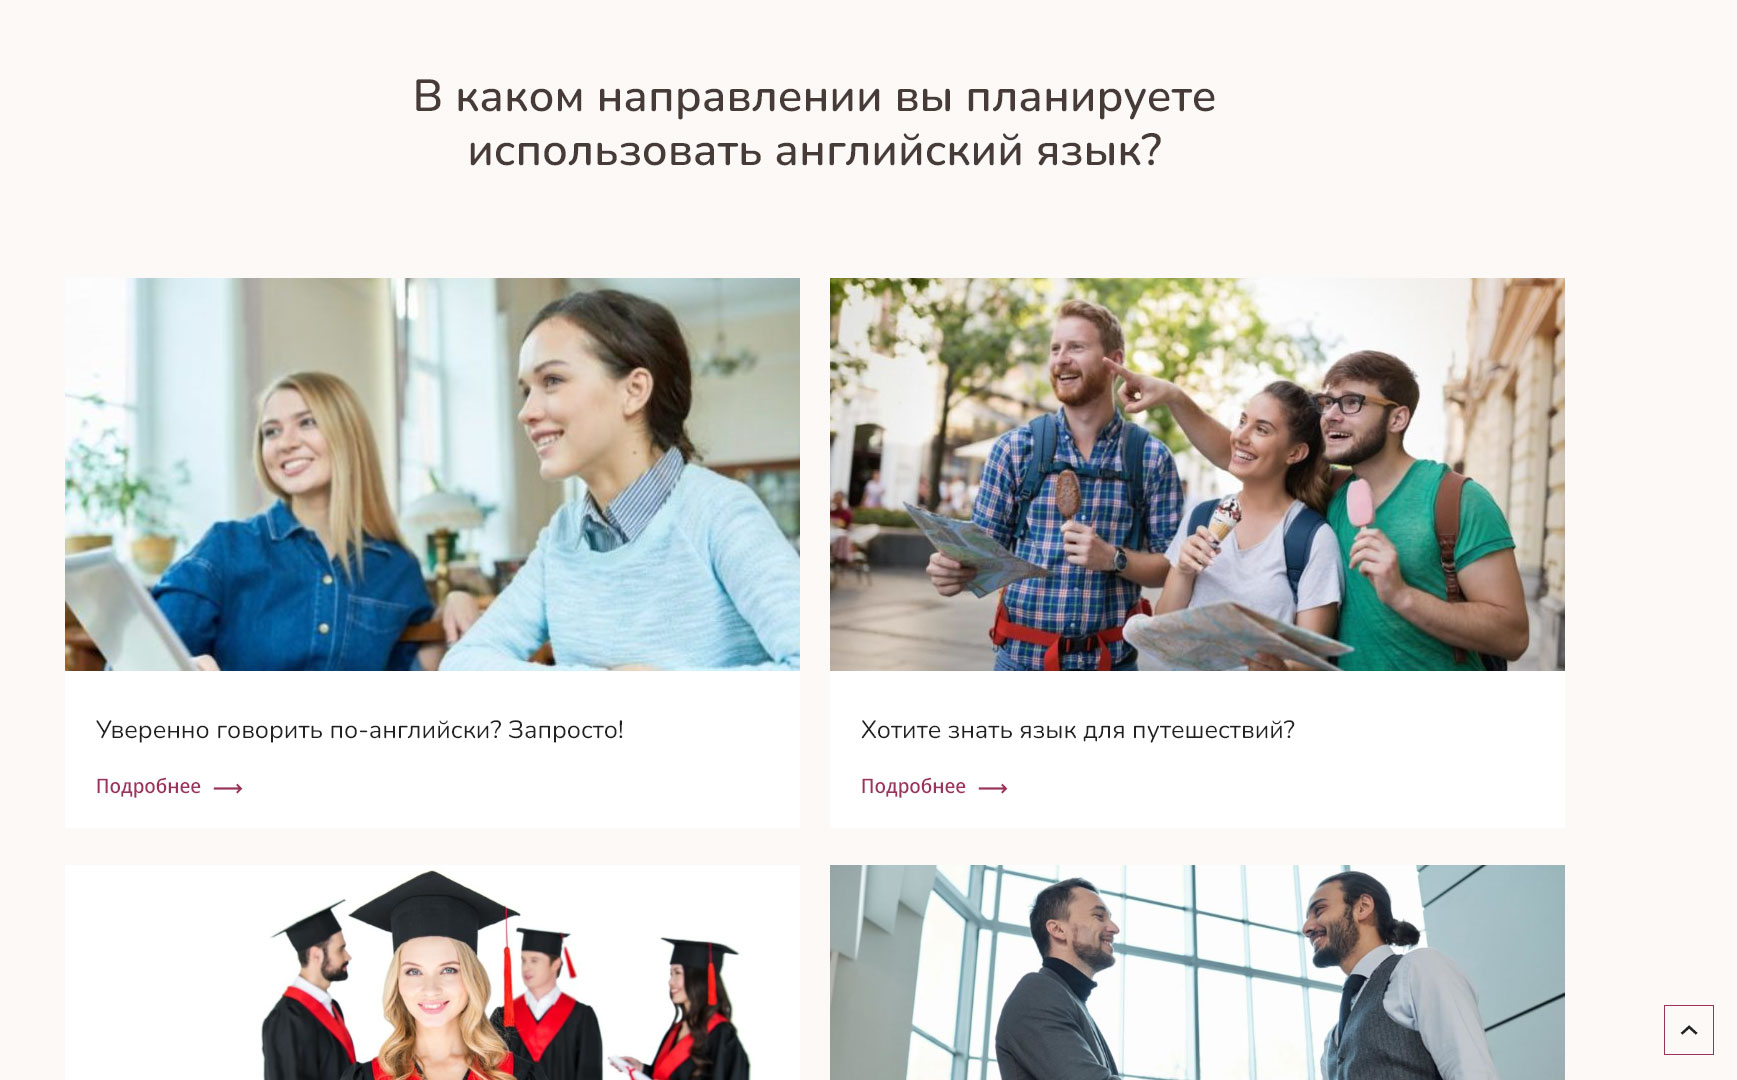 В каком направлении вы планируете
использовать английский язык?
Уверенно говорить по-английски? Запросто!
Подробнее
Хотите знать язык для путешествий?
Подробнее